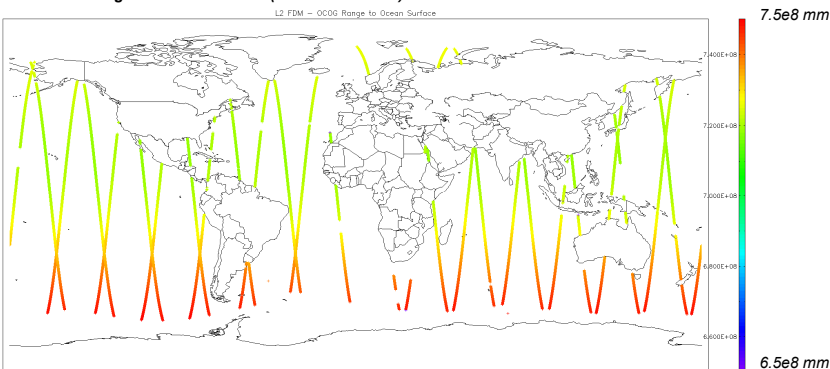 L2 FDM – OCOG Range to Ocean Surface
7.5e8 mm
7.400E+08
7.200E+08
7.000E+08
6.800E+08
6.600E+08
6.5e8 mm